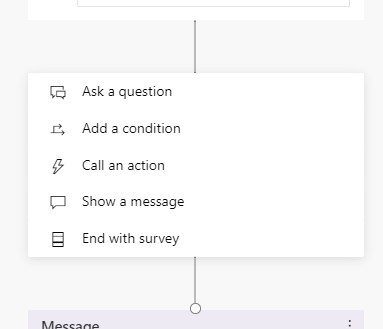 Ask a question
Add a condition
Call an action
Show a message
End with survey
Message